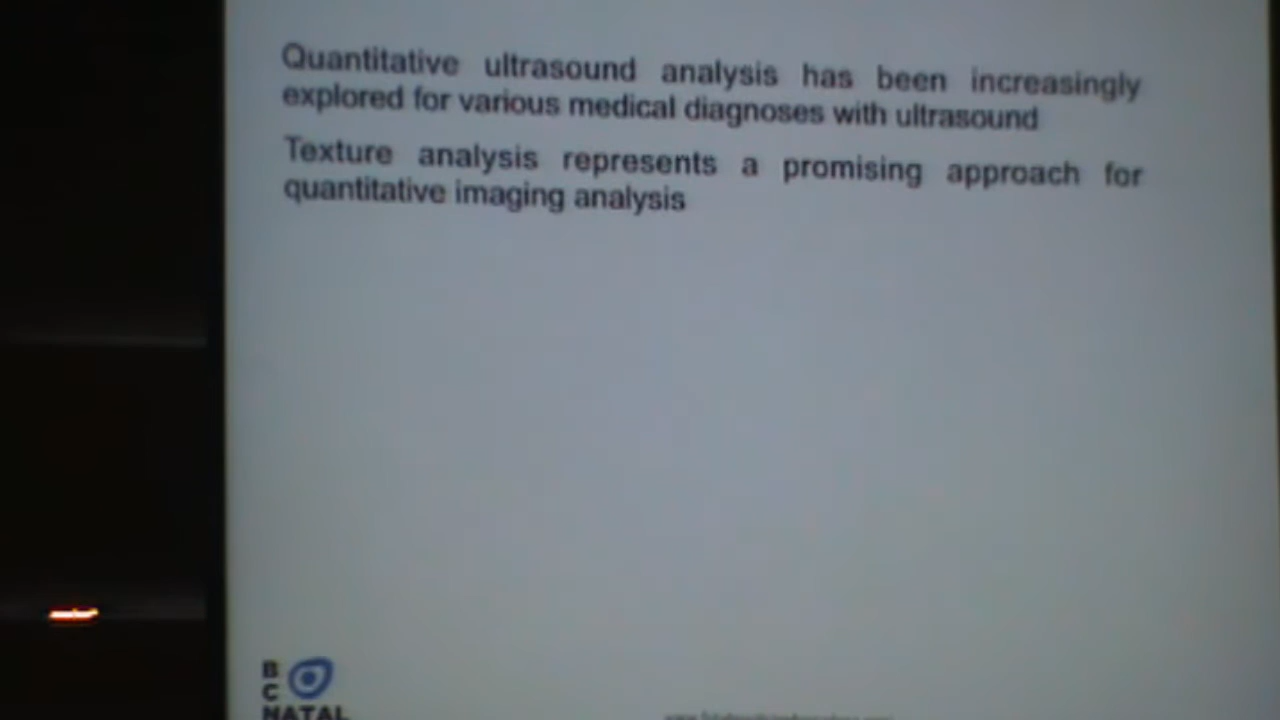 Quantitative ultrasound analysis has been increasingly
explored for various medical diagnoses with ultrasound
Texture analysis represents a promising approach for
quantitative imaging analysis
B
C
NATAL